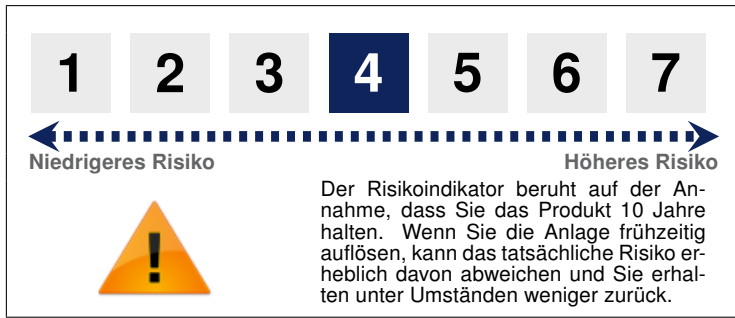 1 2 3 4 5 6 7
Niedrigeres Risiko Höheres Risiko
Der Risikoindikator beruht auf der An-
nahme, dass Sie das Produkt 10 Jahre
halten. Wenn Sie die Anlage frühzeitig
auflösen, kann das tatsächliche Risiko er-
heblich davon abweichen und Sie erhal-
ten unter Umständen weniger zurück.
!